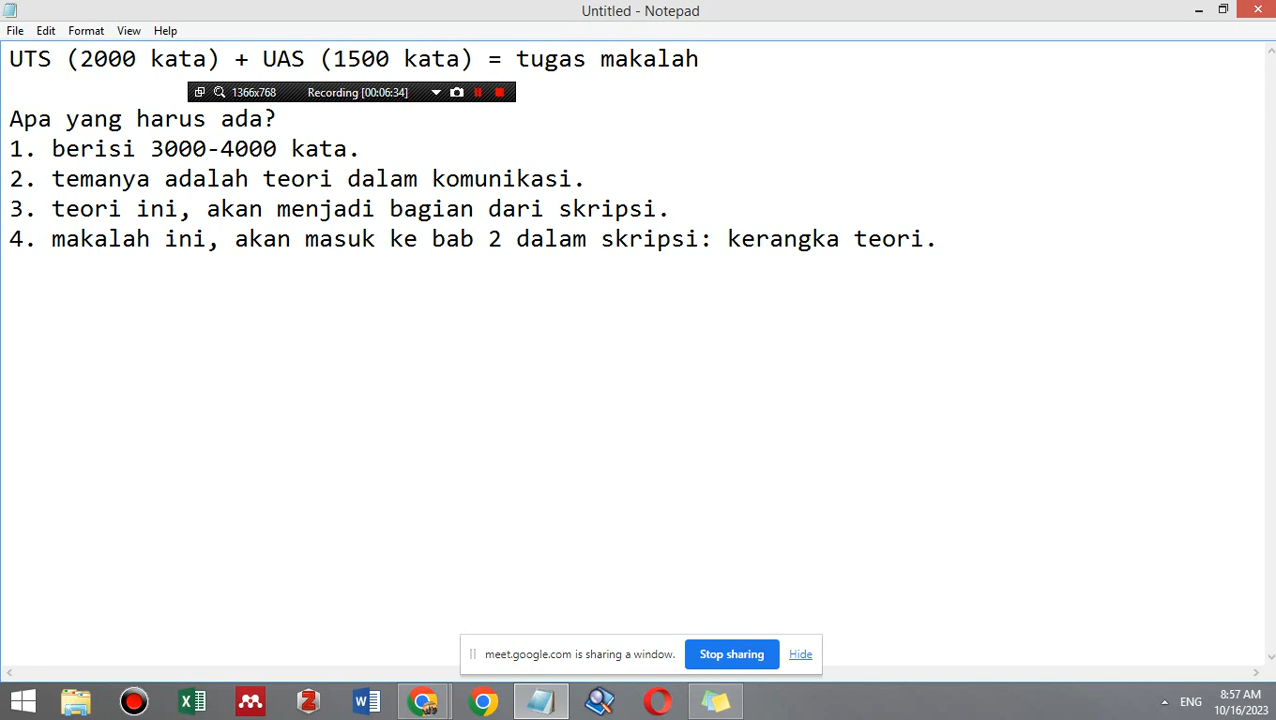 Untitled - Notepad
File Edit Format View Help
UTS (2000 kata) + UAS (1500 kata) = tugas makalah
1366x768 Recording [00:06:34]
Apa yang harus ada?
1. berisi 3000-4000 kata.
2. temanya adalah teori dalam komunikasi.
3. teori ini, akan menjadi bagian dari skripsi.
4. makalah ini, akan masuk ke bab 2 dalam skripsi: kerangka teori.
meet.google.com is sharing a window. Stop sharing Hide
ENG
8:57 AM
10/16/2023